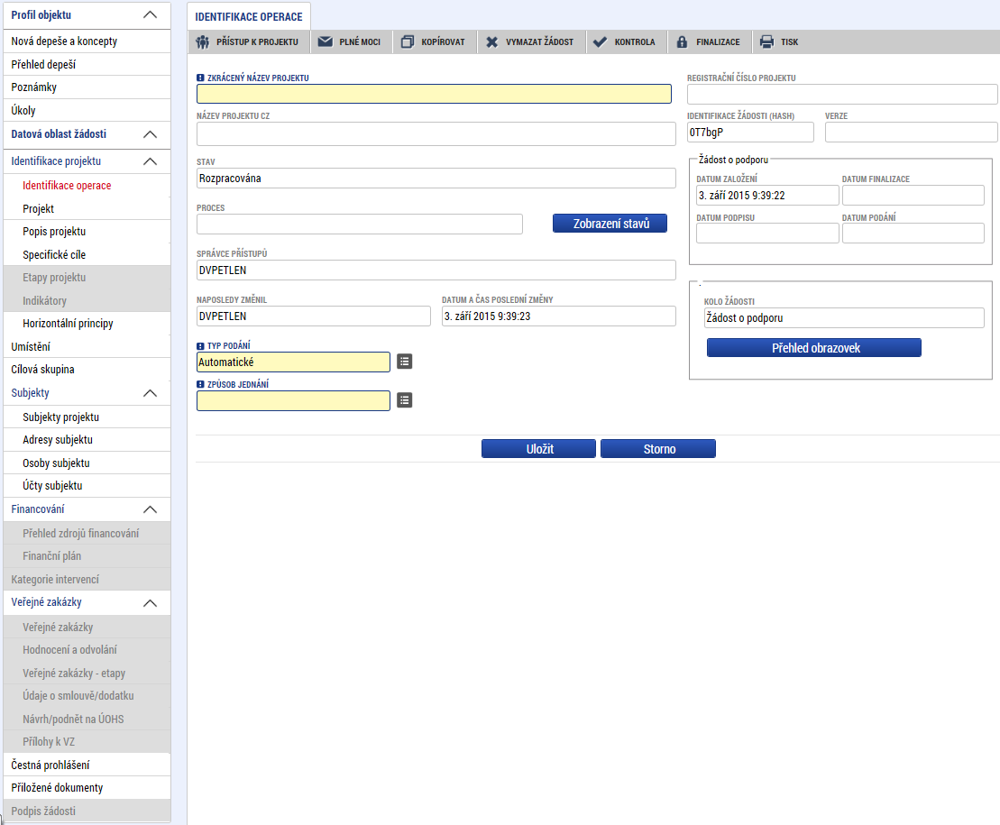 Profil objektu
Nová depeše a koncepty
Přehled depeší
Poznámky
Úkoly
Datová oblast žádosti
Identifikace projektu
Identifikace operace
Projekt
Popis projektu
Specifické cíle
Etapy projektu
Indikátory
Horizontální principy
Umístění
Cílová skupina
Subjekty
Subjekty projektu
Adresy subjektu
Osoby subjektu
Účty subjektu
Financování
Přehled zdrojů financování
Finanční plán
Kategorie intervencí
Veřejné zakázky
Veřejné zakázky
Hodnocení a odvolání
Veřejné zakázky - etapy
Údaje o smlouvě/dodatku
Návrh/podnět na ÚOHS
Přílohy k VZ
Čestná prohlášení
Přiložené dokumenty
Podpis žádosti
IDENTIFIKACE OPERACE
PŘÍSTUP K PROJEKTU PLNÉ MOCI KOPÍROVAT VYMAZAT ŽÁDOST KONTROLA FINALIZACE TISK
ZKRÁCENÝ NÁZEV PROJEKTU
NÁZEV PROJEKTU CZ
STAV
Rozpracována
PROCES
Zobrazení stavů
SPRÁVCE PŘÍSTUPŮ
DVPETLEN
NAPOSLEDY ZMĚNIL DATUM A ČAS POSLEDNÍ ZMĚNY
DVPETLEN 3. září 2015 9:39:23
TYP PODÁNÍ
Automatické
ZPŮSOB JEDNÁNÍ
REGISTRAČNÍ ČÍSLO PROJEKTU
IDENTIFIKACE ŽÁDOSTI (HASH) VERZE
0T7bgP
Žádost o podporu
DATUM ZALOŽENÍ DATUM FINALIZACE
3. září 2015 9:39:22
DATUM PODPISU DATUM PODÁNÍ
KOLO ŽÁDOSTI
Žádost o podporu
Přehled obrazovek
Uložit Storno